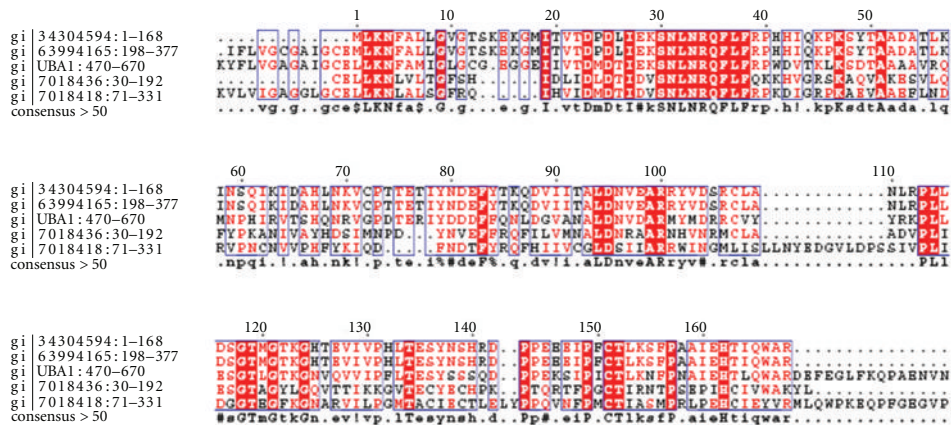 1 10 20 30 40 50
gi | 34304594:1–168 .............MLKNFALLGVGTSKHKGMITVTDPDLIEKSNLNRQFLFRPHHIQKPKSYTAADATLK
gi | 63994165:198–377 .IFLVGCGAIGCEMLKNFALLGVGTSKEKGMITVTDPDLIEKSNLNRQFLFRPHHIQKPKSYTAADATLK
gi | UBA1:470–670 KYFLVGAGAIGCEMLKNFAMIGLGCG.HGGEIIVTDMDTIEKSNLNRQFLFRPWDVTKLKSDTAAAAVRQ
gi | 7018436:30–192 ...........CELLKNLVLTGFSH.....IDLIDLDTIDVSNLNRQFLFQKKHVGRSKAQVAKESVLQ
gi | 7018418:71–331 KVLVIGAGGLGCELLKNLALSGFRQ.....IHVIDMDTIDVSNLNRQFLFRPKDIGRPKAEVAAEFLND
consensus > 50 ....vg.g..gce$LKNfa$.G.G...e.g.I.vtDmDtI#kSNLNRQFLFrp.h!.kpKsdtAada.lq
60 70 80 90 100 110
gi | 34304594:1–168 INSQIKIDAHLNKVCPTTETIYNDEFYTKQDVIITALDNVEARRYVDSRCLA............NLRPLL
gi | 63994165:198–377 INSQIKIDAHLNKVCPTTETIYNDEFYTKQDVIITALDNVEARRYVDSRCLA............NLRPLL
gi | UBA1:470–670 MNPHIRVTSHQNRVGPDTERIYDDDFFQNLDGVANALDNVDARMYMDRRCVY............YRKPLL
gi | 7018436:30–192 FYPKANIVAYHDSIMNPD...YNVEFFRQFILVMNALDNRAARNHVNRMCLA............ADVPLI
gi | 7018418:71–331 RVPNCNVVPHFYKIQD.....FNDTFYRQFHIIVCGLDSIIARRWINGMLISLLNYEDGVLDPSSIVPLI
consensus > 50 .npqi.!.ah.nk!.p.te.i%#deF%.q.dv!i.aLDnveARryv#.rcla............PLl
120 130 140 150 160
gi | 34304594:1–168 DSGTMGTKGHTEVIVPHLTESYNSHRD..PPEEEIPFCTLKSFPAAIEHTIQWAR..............
gi | 63994165:198–377 DSGTMGTKGHTEVIVPHLTESYNSHRD..PPEEEIPFCTLKSFPAAIEHTIQWAR..............
gi | UBA1:470–670 ESGTLGTKGNVQVVIPFLTESYSSSQD..PPEKSIPICTLKNFPNAIEHTLQWARDEFEGLFKQPAENVN
gi | 7018436:30–192 ESGTAGYLGQVTTIKKGVTECYECHPK..PTQRTFPGCTIRNTPSEPIHCIVWAKYL............
gi | 7018418:71–331 DGGTEGFKGNARVILPGMTACIECTLELYPPQVNFPMCTIASMPRLPEHCIEYVRMLQWPKEQPFGEGVP
consensus > 50 #sGTmGtkGn.ev!vp.lTesynsh.d..Pp#.eiP.CTlksfP.aieHtiqwar..............